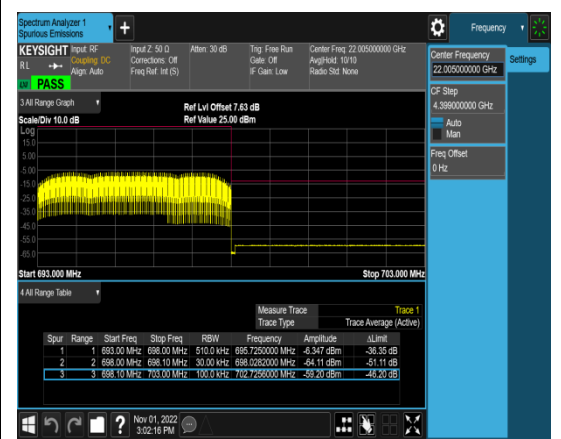 Spectrum Analyzer 1
Spurious Emissions
Frequency
KEYSIGHT
Input: RF
Coupling: DC
Align: Auto
Input Z: 50 Ω
Corrections: Off
Freq Ref: Int (S)
Atten: 30 dB
Trig: Free Run
Gate: Off
IF Gain: Low
Center Freq: 22.005000000 GHz
Avg|Hold: 10/10
Radio Std: None
R L
PASS
Center Frequency
22.005000000 GHz
Settings
CF Step
4.399000000 GHz
Auto
Man
Freq Offset
0 Hz
3 All Range Graph
Scale/Div 10.0 dB
Ref Lvl Offset 7.63 dB
Ref Value 25.00 dBm
Log
15.0
5.00
-5.00
-15.0
-25.0
-35.0
-45.0
-55.0
-65.0
Start 693.000 MHz
Stop 703.000 MHz
4 All Range Table
Measure Trace Trace 1
Trace Type Trace Average (Active)
Spur Range Start Freq Stop Freq RBW Frequency Amplitude ΔLimit
1 1 693.00 MHz 698.00 MHz 510.0 kHz 695.7250000 MHz -6.347 dBm -36.35 dB
2 2 698.00 MHz 698.10 MHz 30.00 kHz 698.0282000 MHz -64.11 dBm -51.11 dB
3 3 698.10 MHz 703.00 MHz 100.0 kHz 702.7256000 MHz -59.20 dBm -46.20 dB
?
Nov 01, 2022
3:02:16 PM